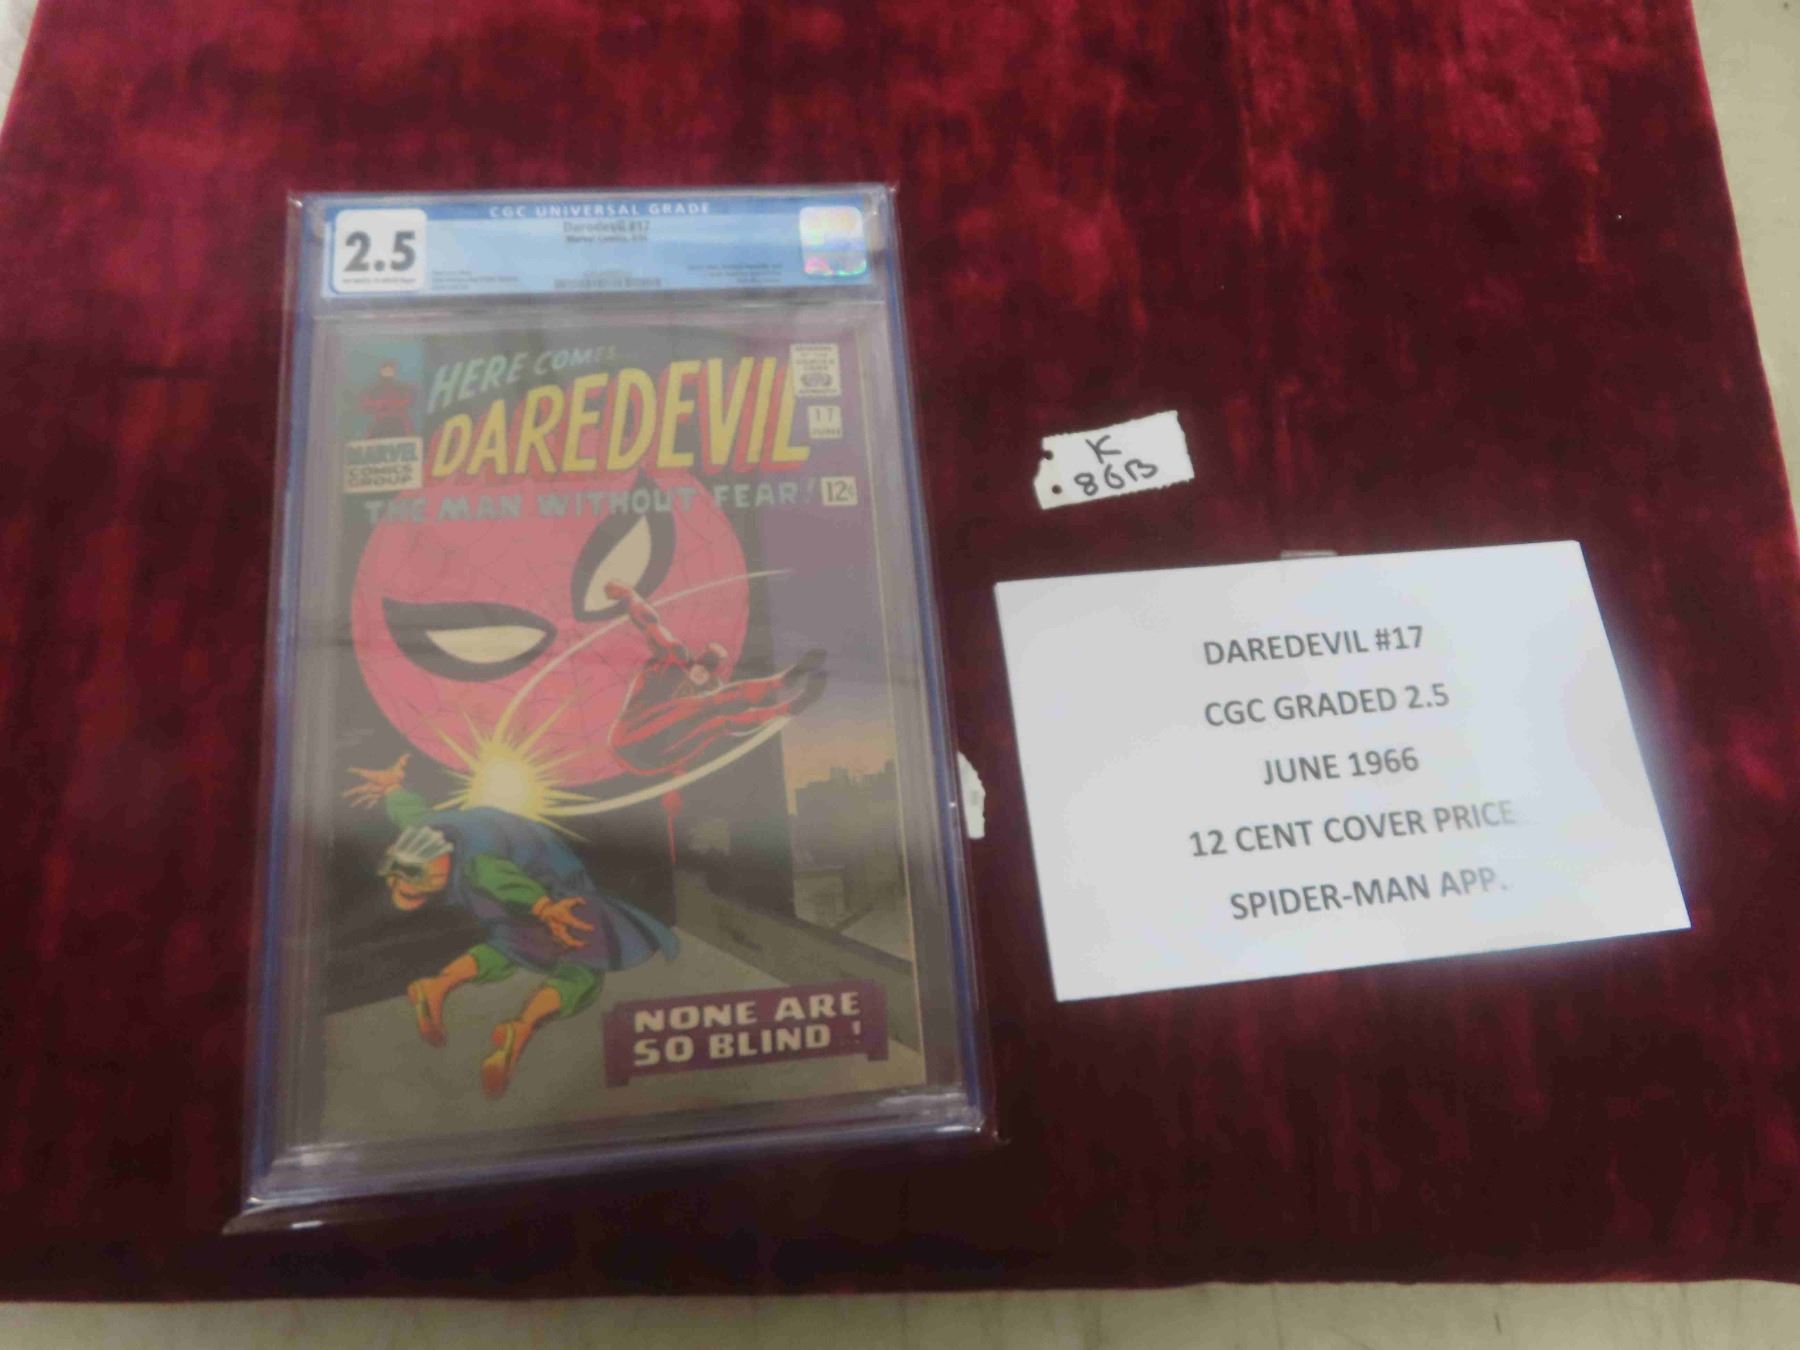 CGC UNIVERSAL GRADE
2.5
Daredevil #17
HERE COMES...
DAREDEVIL
17
JUNE
MARVEL
COMICS
GROUP
THE MAN WITHOUT FEAR!
12¢
NONE ARE
SO BLIND!
K
86B
DAREDEVIL #17
CGC GRADED 2.5
JUNE 1966
12 CENT COVER PRICE
SPIDER-MAN APP.